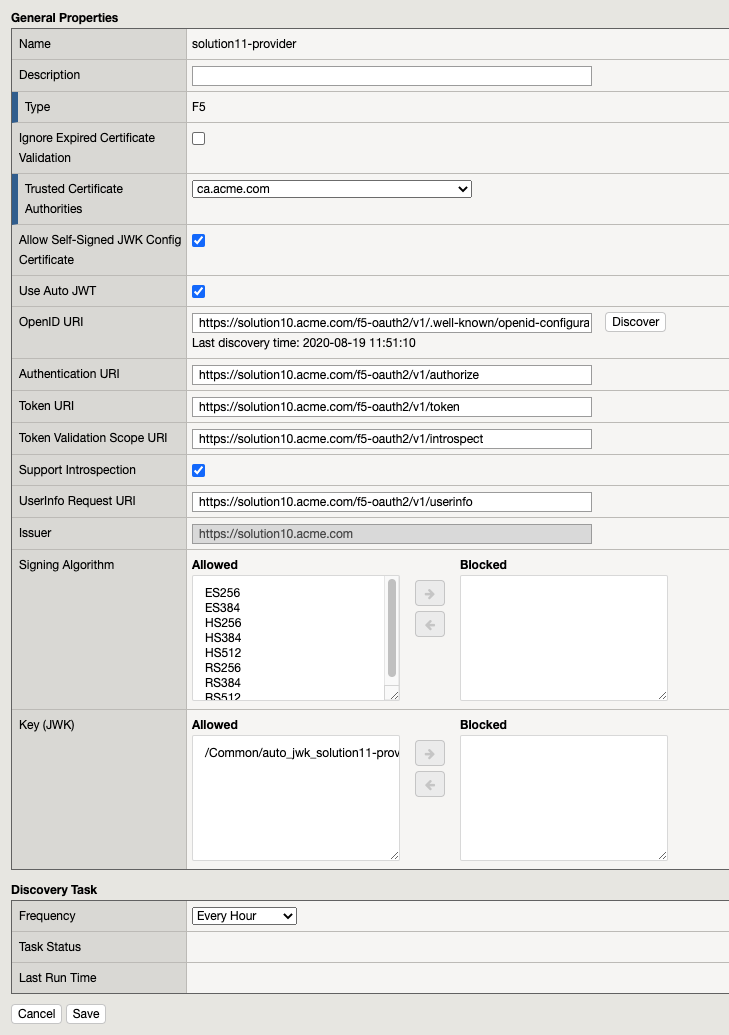 General Properties
Name
solution11-provider
Description
Type
F5
Ignore Expired Certificate
Validation
Trusted Certificate
Authorities
ca.acme.com
Allow Self-Signed JWK Config
Certificate
Use Auto JWT
OpenID URI
https://solution10.acme.com/f5-oauth2/v1/.well-known/openid-configura
Discover
Last discovery time: 2020-08-19 11:51:10
Authentication URI
https://solution10.acme.com/f5-oauth2/v1/authorize
Token URI
https://solution10.acme.com/f5-oauth2/v1/token
Token Validation Scope URI
https://solution10.acme.com/f5-oauth2/v1/introspect
Support Introspection
UserInfo Request URI
https://solution10.acme.com/f5-oauth2/v1/userinfo
Issuer
https://solution10.acme.com
Signing Algorithm
Allowed
Blocked
ES256
ES384
HS256
HS384
HS512
RS256
RS384
RS512
Key (JWK)
Allowed
Blocked
/Common/auto_jwk_solution11-prov
Discovery Task
Frequency
Every Hour
Task Status
Last Run Time
Cancel
Save